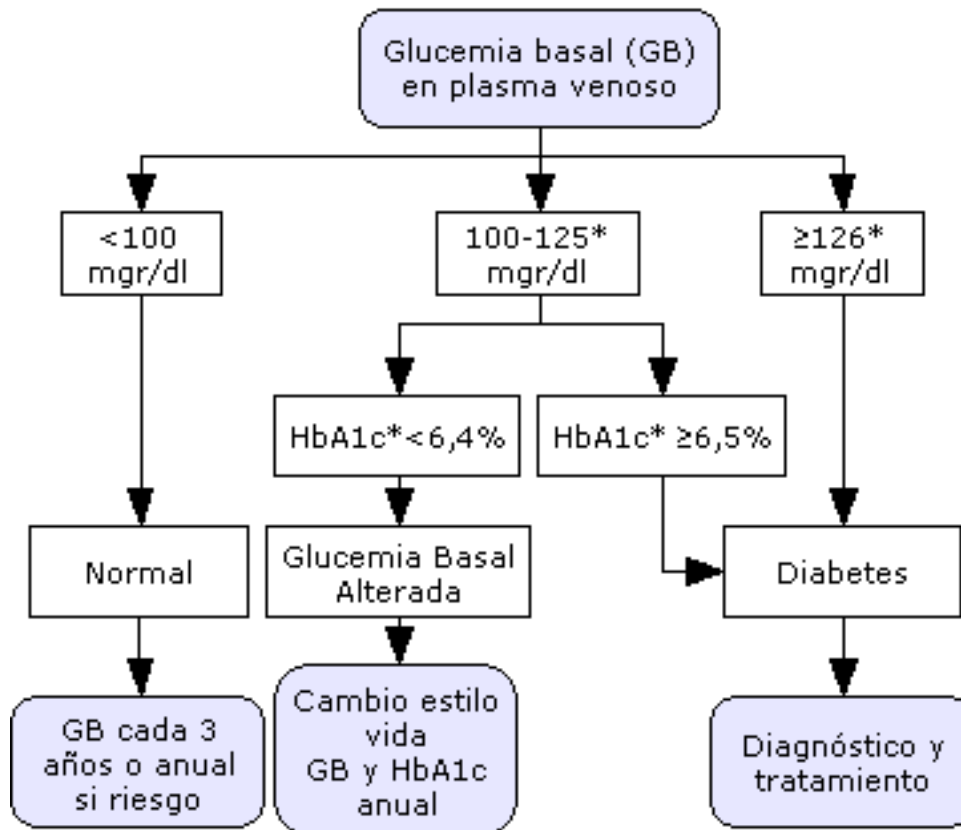 Glucemia basal (GB)
en plasma venoso
<100
mgr/dl
100-125*
mgr/dl
≥126*
mgr/dl
HbA1c*<6,4%
HbA1c* ≥6,5%
Normal
Glucemia Basal
Alterada
Diabetes
GB cada 3
años o anual
si riesgo
Cambio estilo
vida
GB y HbA1c
anual
Diagnóstico y
tratamiento